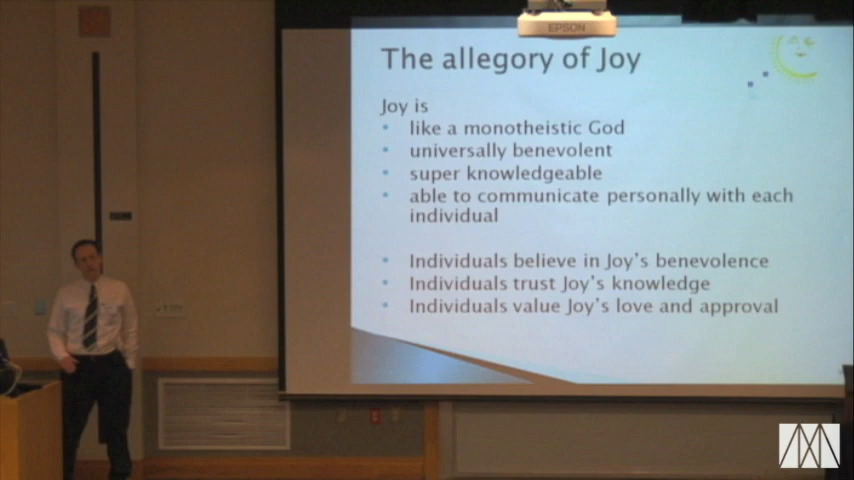 EPSON
The allegory of Joy
Joy is
• like a monotheistic God
• universally benevolent
• super knowledgeable
• able to communicate personally with each
individual
• Individuals believe in Joy's benevolence
• Individuals trust Joy's knowledge
• Individuals value Joy's love and approval